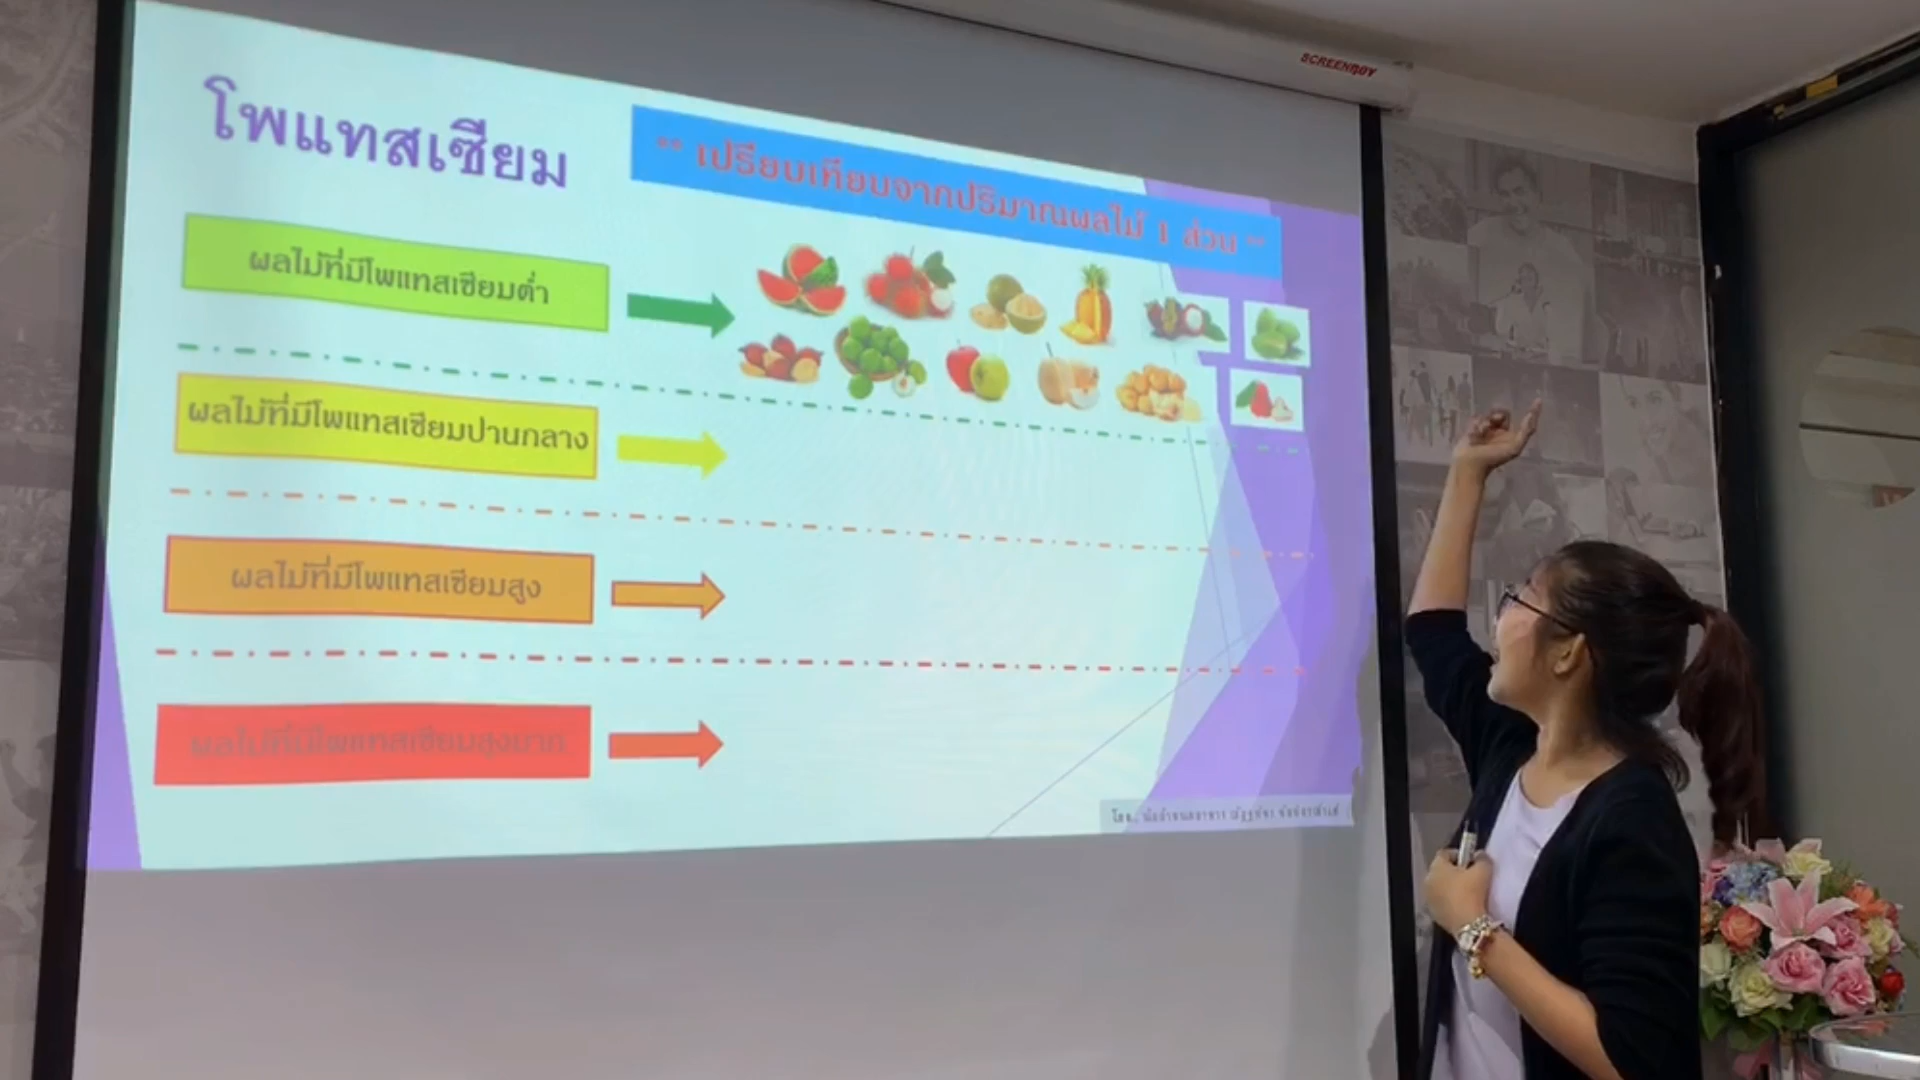 SCREENBOY
โพแทสเซียม
** เปรียบเทียบจากปริมาณผลไม้ 1 ส่วน **
ผลไม้ที่มีโพแทสเซียมต่ำ
ผลไม้ที่มีโพแทสเซียมปานกลาง
ผลไม้ที่มีโพแทสเซียมสูง
ผลไม้ที่มีโพแทสเซียมสูงมาก
โดย..